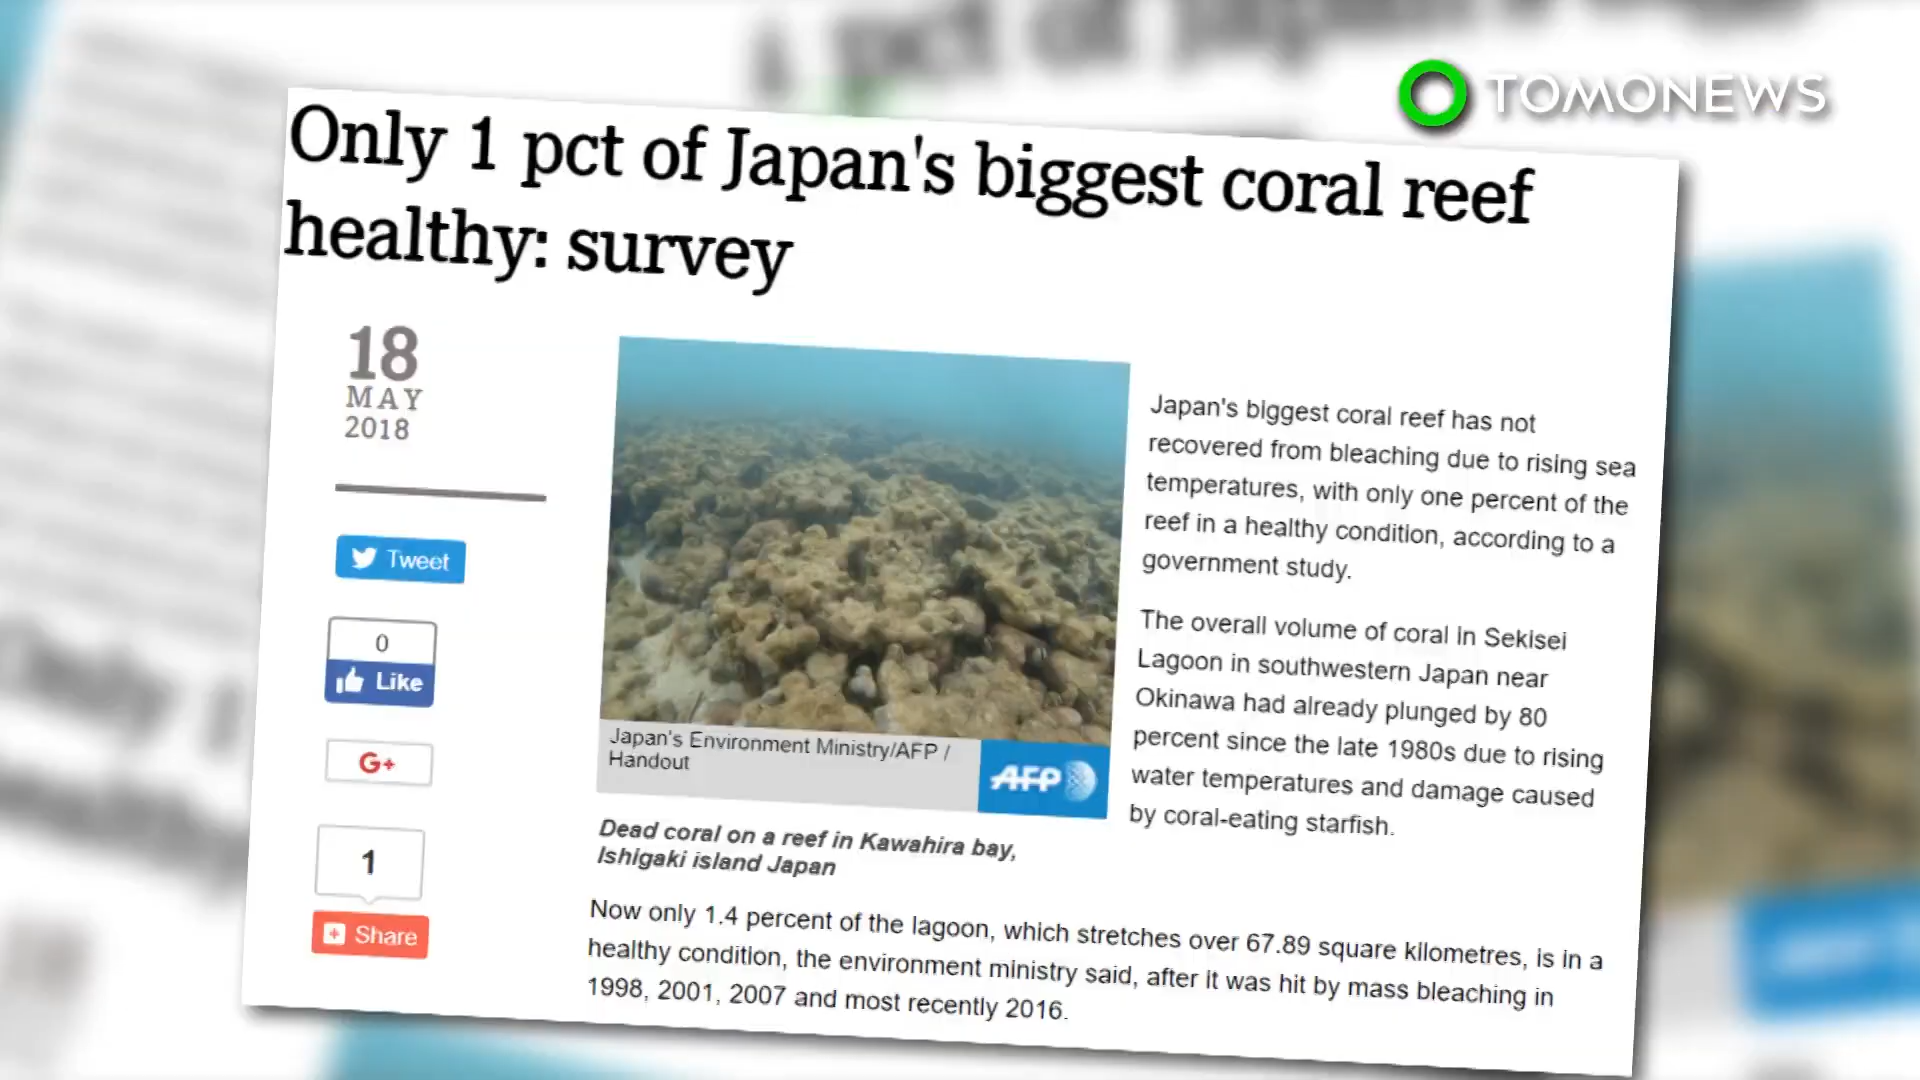 TOMONEWS
Only 1 pct of Japan's biggest coral reef
healthy: survey
18
MAY
2018
Tweet
0
Like
G+
1
Share
Japan's Environment Ministry/AFP /
Handout
AFP
Dead coral on a reef in Kawahira bay,
Ishigaki island Japan
Japan's biggest coral reef has not
recovered from bleaching due to rising sea
temperatures, with only one percent of the
reef in a healthy condition, according to a
government study.
The overall volume of coral in Sekisei
Lagoon in southwestern Japan near
Okinawa had already plunged by 80
percent since the late 1980s due to rising
water temperatures and damage caused
by coral-eating starfish.
Now only 1.4 percent of the lagoon, which stretches over 67.89 square kilometres, is in a
healthy condition, the environment ministry said, after it was hit by mass bleaching in
1998, 2001, 2007 and most recently 2016.